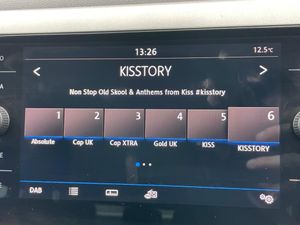 13:26 12.5°C
< KISSTORY >
Non Stop Old Skool & Anthems from Kiss #kisstory
1 2 3 4 5 6
Absolute Cap UK Cap XTRA Gold UK KISS KISSTORY
DAB